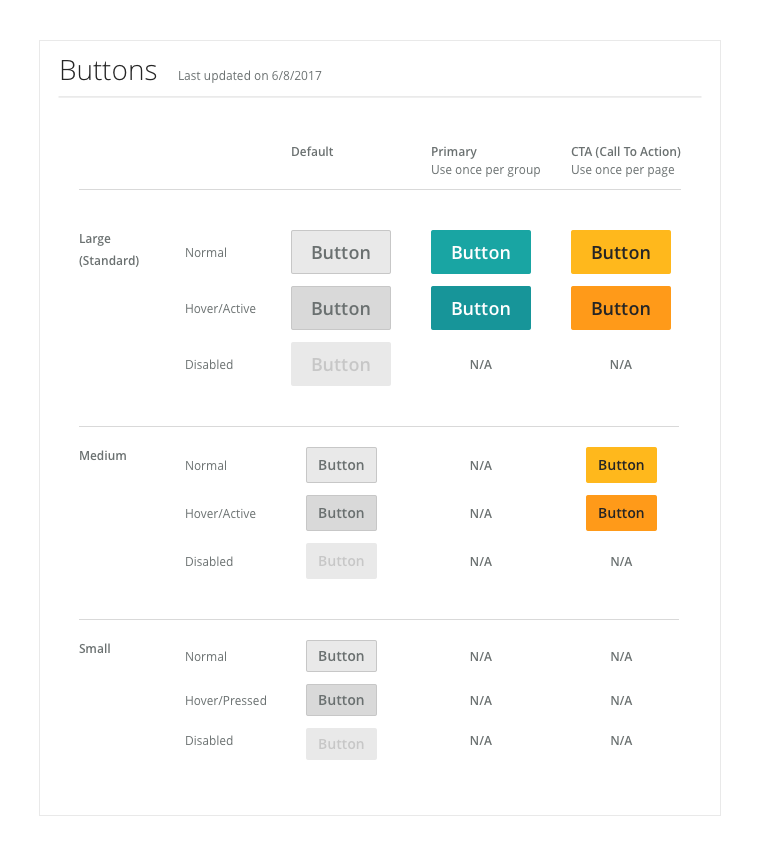 Buttons Last updated on 6/8/2017
Default Primary CTA (Call To Action)
Use once per group Use once per page
Large
(Standard)
Normal Button Button Button
Hover/Active Button Button Button
Disabled Button N/A N/A
Medium
Normal Button N/A Button
Hover/Active Button N/A Button
Disabled Button N/A N/A
Small
Normal Button N/A N/A
Hover/Pressed Button N/A N/A
Disabled Button N/A N/A